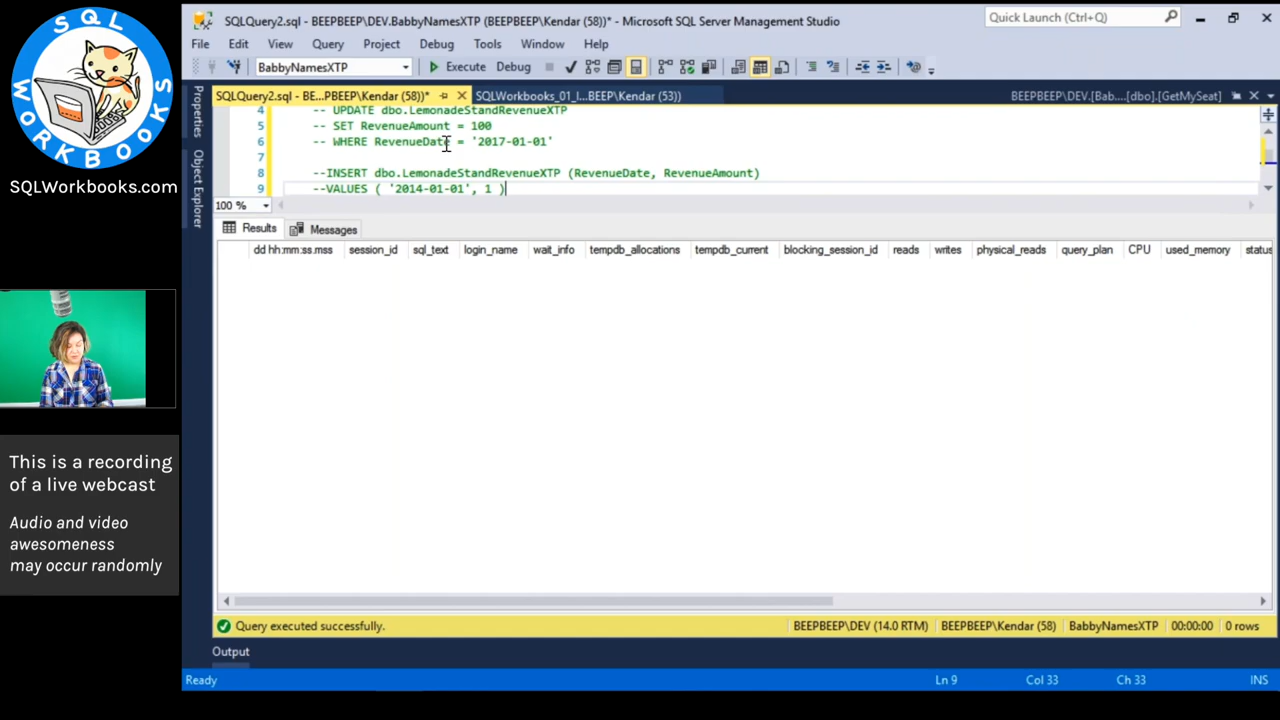 SQL
WORKBOOKS
SQLWorkbooks.com
This is a recording
of a live webcast
Audio and video
awesomeness
may occur randomly
SQLQuery2.sql - BEEPBEEP\DEV.BabbyNamesXTP (BEEPBEEP\Kendar (58))* - Microsoft SQL Server Management Studio
Quick Launch (Ctrl+Q)
File Edit View Query Project Debug Tools Window Help
BabbyNamesXTP Execute Debug
SQLQuery2.sql - BE...PBEEP\Kendar (58))* SQLWorkbooks_01_I...BEEP\Kendar (53)) BEEPBEEP\DEV.[Bab....[dbo].[GetMySeat]
Properties
Object Explorer
4 -- UPDATE dbo.LemonadeStandRevenueXTP
5 -- SET RevenueAmount = 100
6 -- WHERE RevenueDate = '2017-01-01'
7
8 --INSERT dbo.LemonadeStandRevenueXTP (RevenueDate, RevenueAmount)
9 --VALUES ( '2014-01-01', 1 )
100 %
Results Messages
dd hh:mm:ss.mss session_id sql_text login_name wait_info tempdb_allocations tempdb_current blocking_session_id reads writes physical_reads query_plan CPU used_memory status
Query executed successfully. BEEPBEEP\DEV (14.0 RTM) BEEPBEEP\Kendar (58) BabbyNamesXTP 00:00:00 0 rows
Output
Ready Ln 9 Col 33 Ch 33 INS